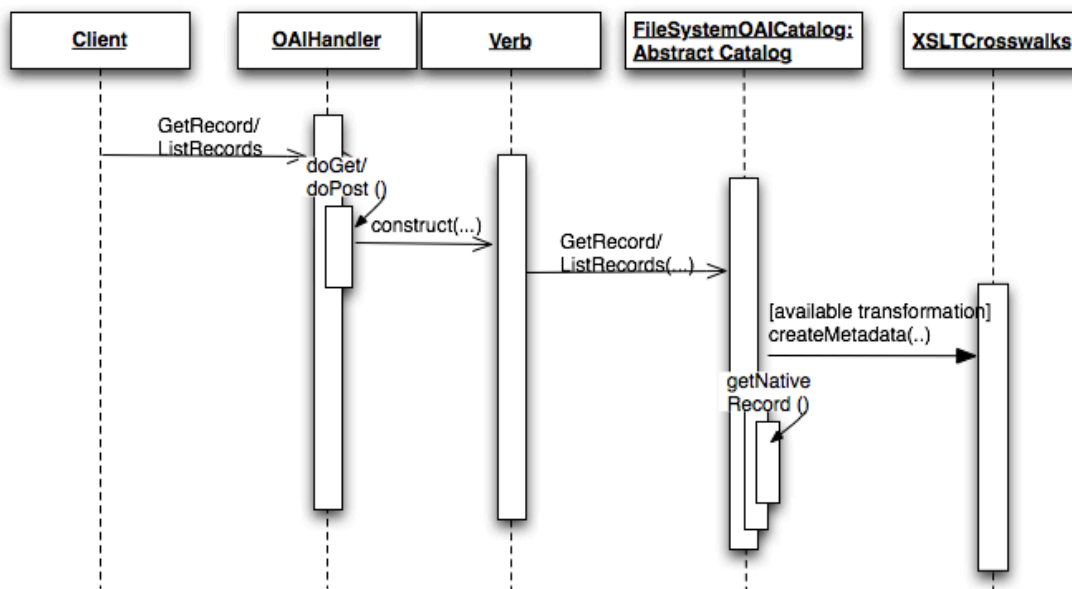 Client
OAIHandler
Verb
FileSystemOAICatalog:
Abstract Catalog
XSLTCrosswalks
GetRecord/
ListRecords
doGet/
doPost ()
construct(...)
GetRecord/
ListRecords(...)
[available transformation]
createMetadata(..)
getNative
Record ()